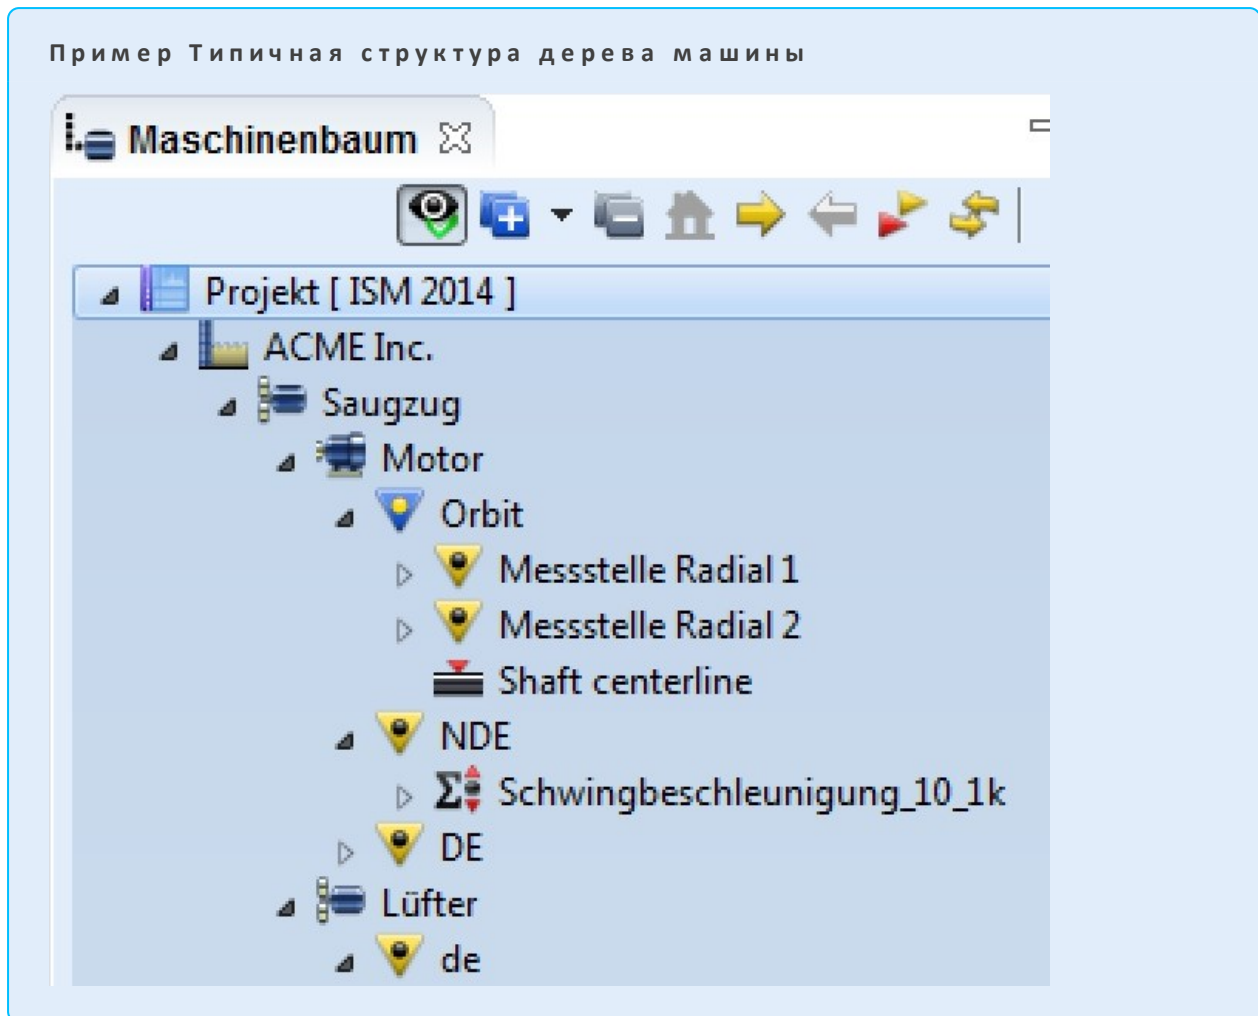 Пример Типичная структура дерева машины
Maschinenbaum
Projekt [ ISM 2014 ]
ACME Inc.
Saugzug
Motor
Orbit
Messstelle Radial 1
Messstelle Radial 2
Shaft centerline
NDE
Schwingbeschleunigung_10_1k
DE
Lüfter
de